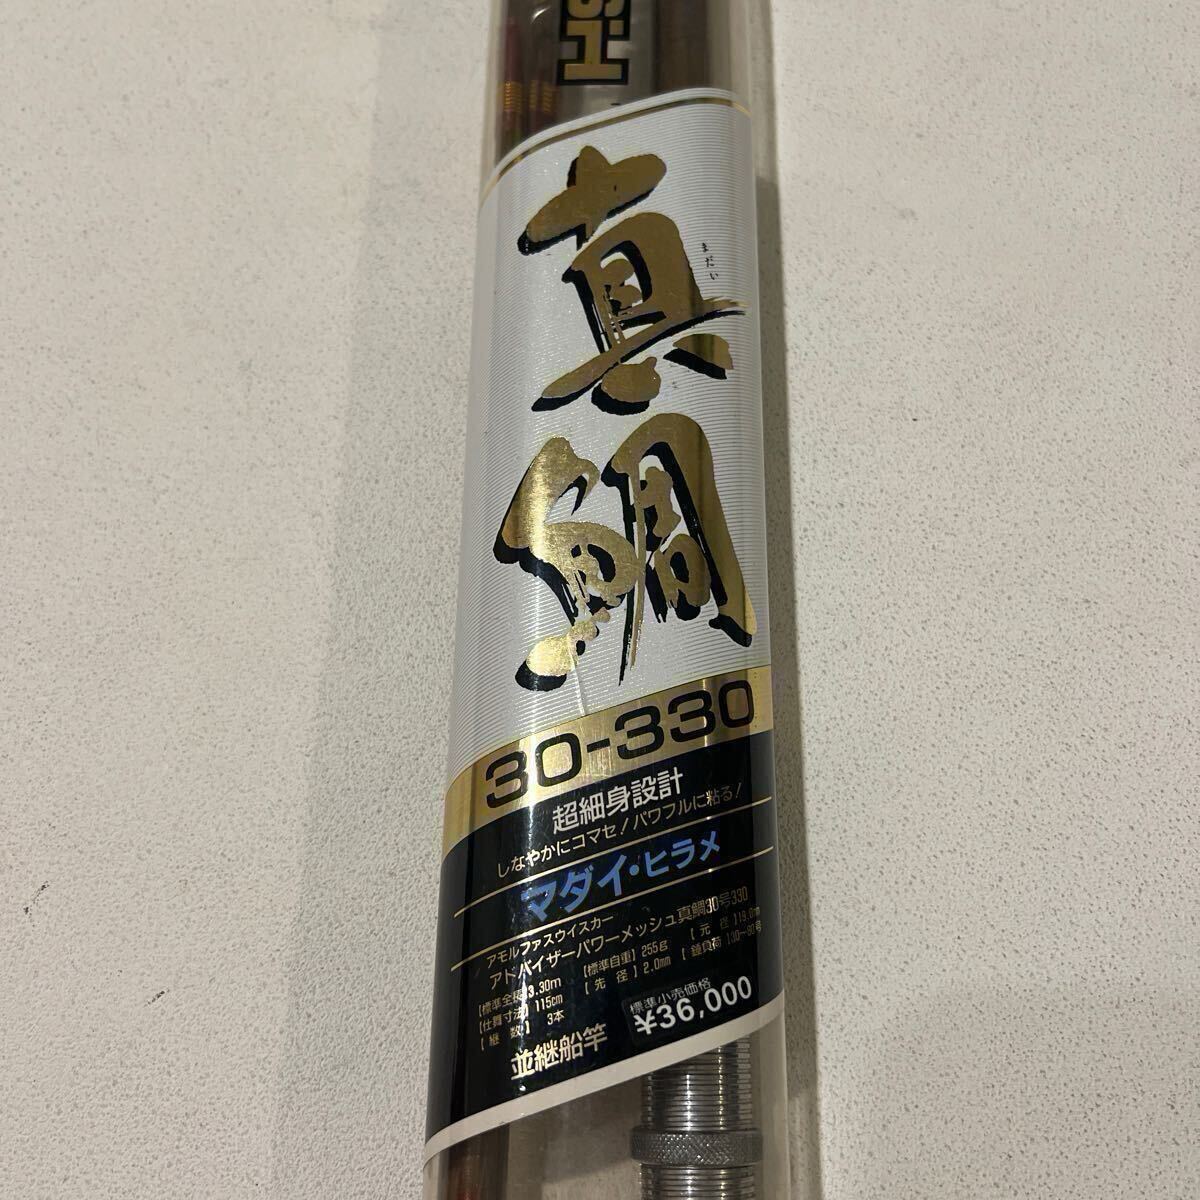 真鯛
まだい
30-330
超細身設計
しなやかにコマセ!パワフルに粘る!
マダイ・ヒラメ
アモルファスウイスカー
アドバイザーパワーメッシュ真鯛30号330
【標準全長】3.30m 【標準自重】255g 【元 径】19.0mm
【仕舞寸法】115cm 【先 径】2.0mm 【錘負荷】30〜80号
【継 数】3本
標準小売価格
¥36,000
並継船竿